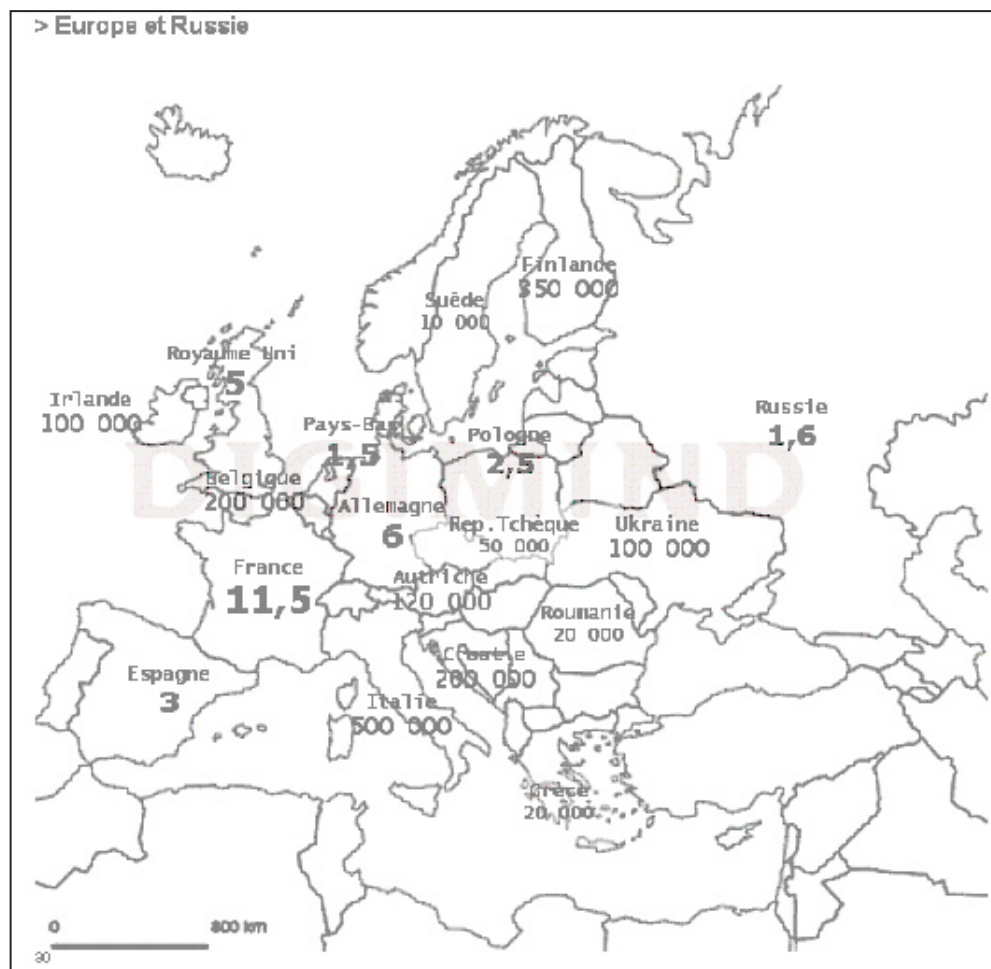 > Europe et Russie
Finlande
350 000
Suède
10 000
Royaume Uni
5
Irlande
100 000
Pays-Bas
1,5
Pologne
2,5
Russie
1,6
DIGIMIND
Belgique
200 000
Allemagne
6
Rep.Tchèque
50 000
Ukraine
100 000
France
11,5
Autriche
120 000
Roumanie
20 000
Croatie
200 000
Espagne
3
Italie
500 000
Grèce
20 000
0
800 km